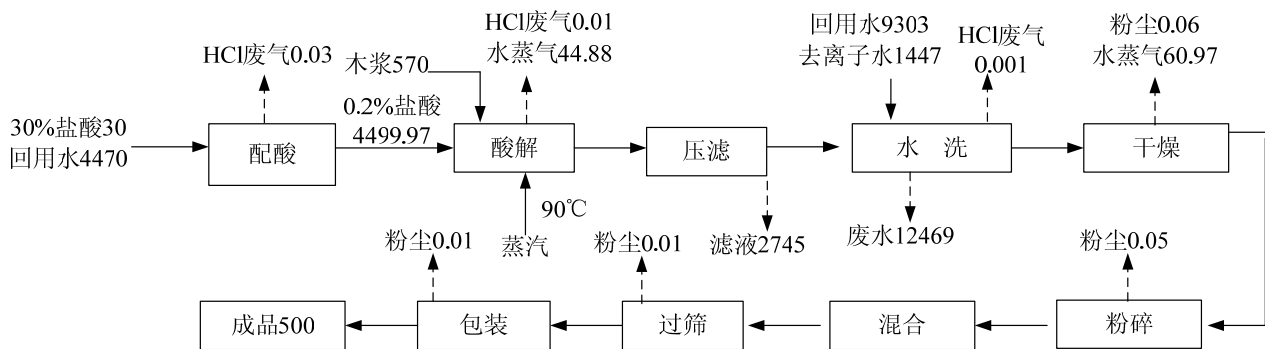 HCl废气0.03
30%盐酸30
回用水4470
配酸
0.2%盐酸
4499.97
木浆570
HCl废气0.01
水蒸气44.88
酸解
90℃
蒸汽
压滤
滤液2745
回用水9303
去离子水1447
HCl废气
0.001
水 洗
废水12469
粉尘0.06
水蒸气60.97
干燥
粉尘0.05
粉碎
混合
粉尘0.01
过筛
粉尘0.01
包装
成品500